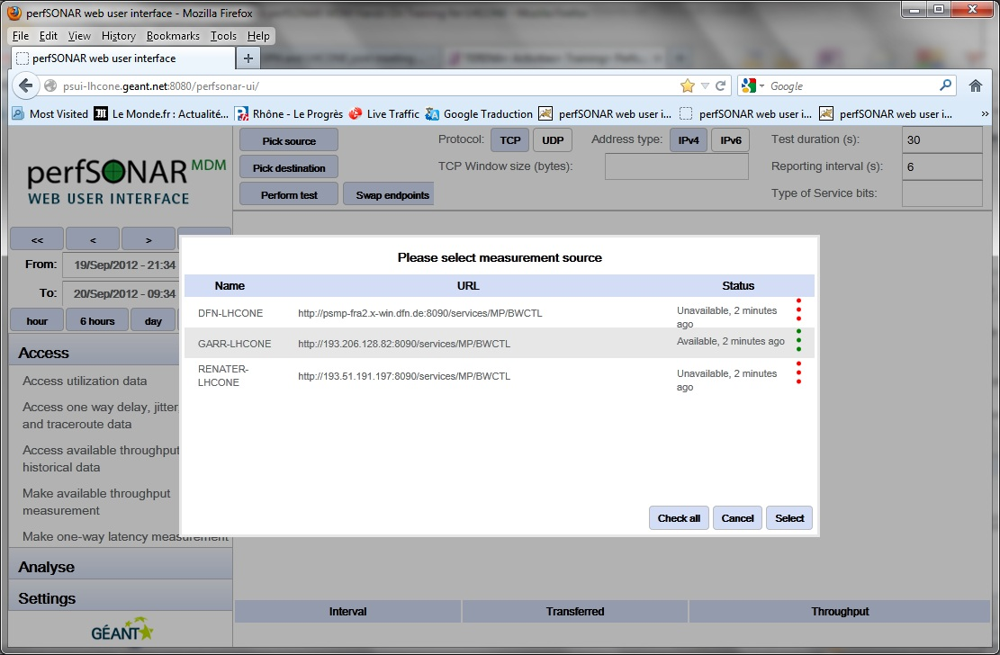 perfSONAR web user interface - Mozilla Firefox
File Edit View History Bookmarks Tools Help
perfSONAR web user interface
psui-lhcone.geant.net:8080/perfsonar-ui/
Google
Most Visited Le Monde.fr : Actualité... Rhône - Le Progrès Live Traffic Google Traduction perfSONAR web user i... perfSONAR web user i... perfSONAR web user i... »
perfSONAR MDM
WEB USER INTERFACE
Pick source Protocol: TCP UDP Address type: IPv4 IPv6 Test duration (s): 30
Pick destination TCP Window size (bytes): Reporting interval (s): 6
Perform test Swap endpoints Type of Service bits:
<< < >
From: 19/Sep/2012 - 21:34
To: 20/Sep/2012 - 09:34
hour 6 hours day
Access
Access utilization data
Access one way delay, jitter,
and traceroute data
Access available throughput
historical data
Make available throughput
measurement
Make one-way latency measurement
Analyse
Settings
GÉANT
Please select measurement source
Name URL Status
DFN-LHCONE http://psmp-fra2.x-win.dfn.de:8090/services/MP/BWCTL Unavailable, 2 minutes
ago
GARR-LHCONE http://193.206.128.82:8090/services/MP/BWCTL Available, 2 minutes ago
RENATER-
LHCONE http://193.51.191.197:8090/services/MP/BWCTL Unavailable, 2 minutes
ago
Check all Cancel Select
Interval Transferred Throughput